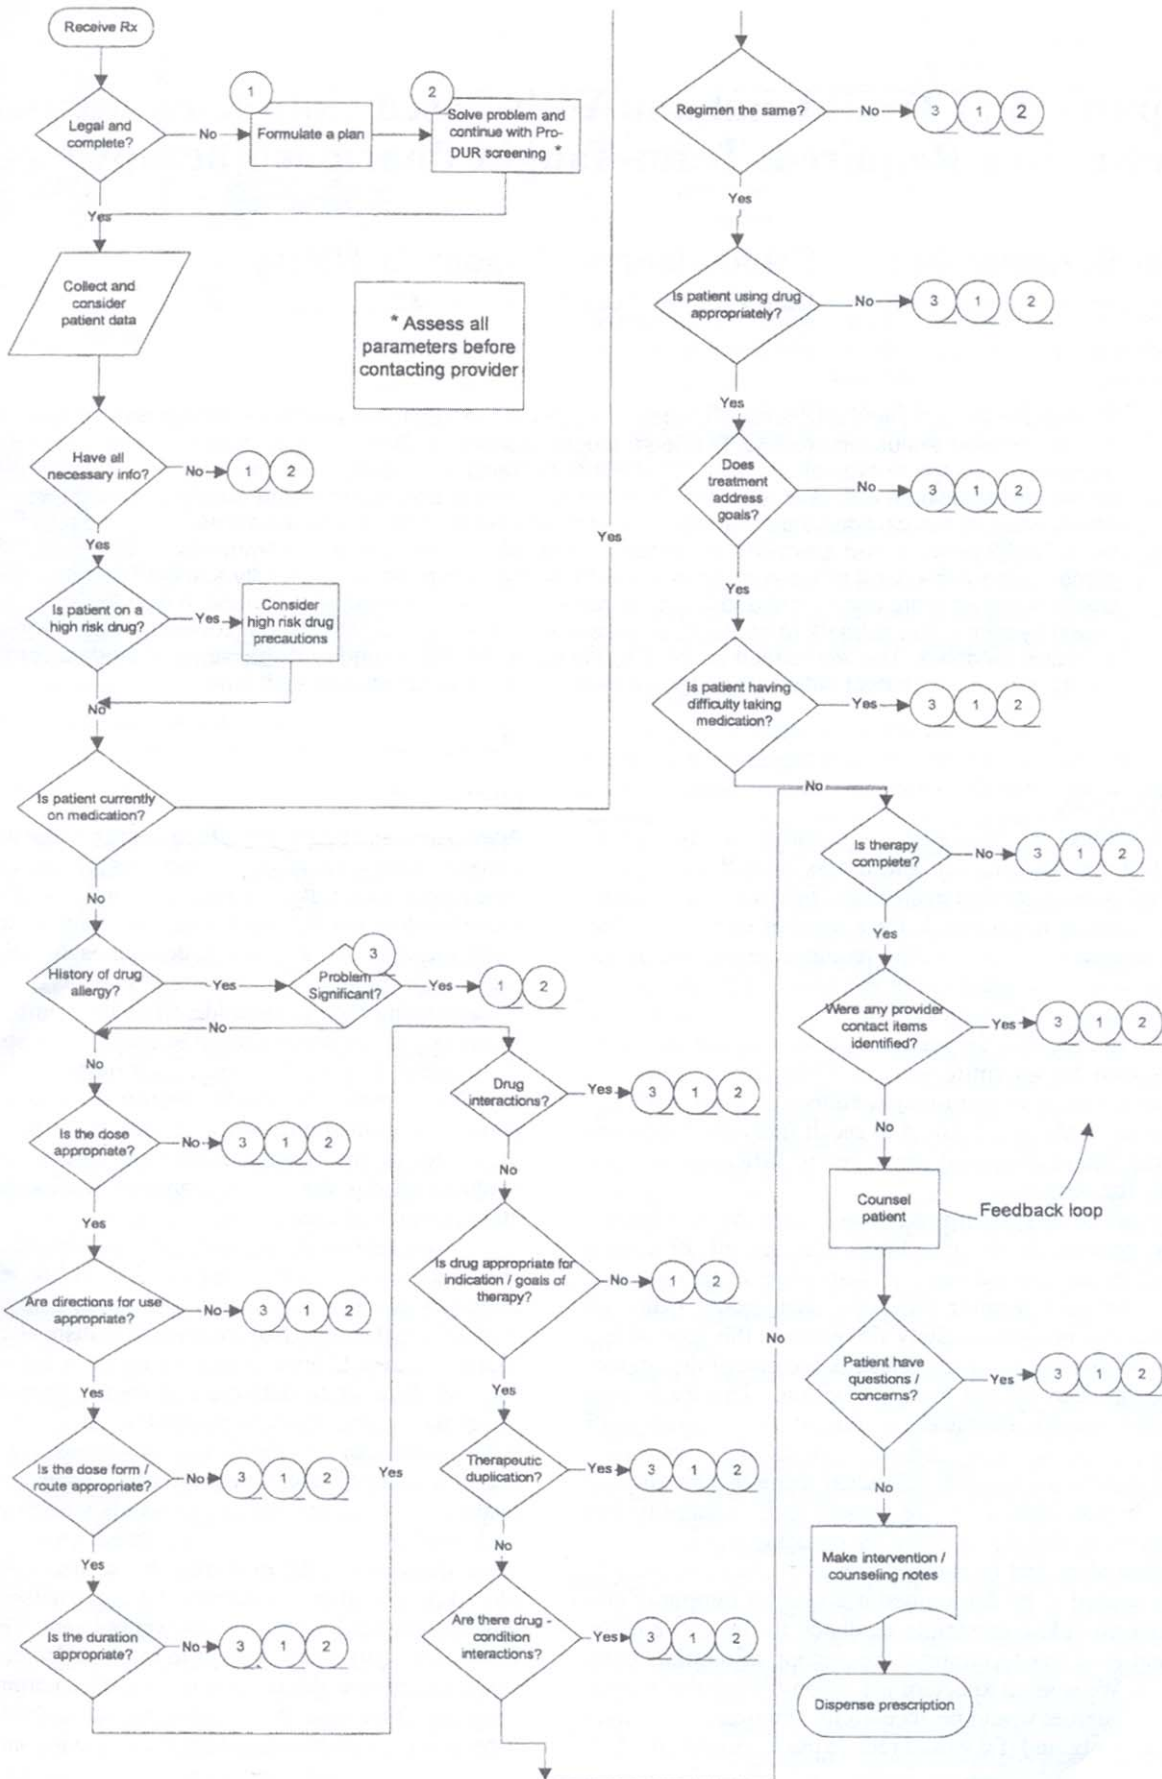 Receive Rx
Legal and
complete?
No
1
Formulate a plan
2
Solve problem and
continue with Pro-
DUR screening *
Yes
Collect and
consider
patient data
* Assess all
parameters before
contacting provider
Have all
necessary info?
No
1 2
Yes
Is patient on a
high risk drug?
Yes
Consider
high risk drug
precautions
No
Is patient currently
on medication?
Yes
No
History of drug
allergy?
Yes
3
Problem
Significant?
Yes
1 2
No
No
Is the dose
appropriate?
No
3 1 2
Yes
Are directions for use
appropriate?
No
3 1 2
Yes
Is the dose form /
route appropriate?
No
3 1 2
Yes
Is the duration
appropriate?
No
3 1 2
Yes
Drug
interactions?
Yes
3 1 2
No
Is drug appropriate for
indication / goals of
therapy?
No
1 2
Yes
Therapeutic
duplication?
Yes
3 1 2
No
Are there drug -
condition
interactions?
Yes
3 1 2
No
Regimen the same?
No
3 1 2
Yes
Is patient using drug
appropriately?
No
3 1 2
Yes
Does
treatment
address
goals?
No
3 1 2
Yes
Is patient having
difficulty taking
medication?
Yes
3 1 2
No
Is therapy
complete?
No
3 1 2
Yes
Were any provider
contact items
identified?
Yes
3 1 2
No
Counsel
patient
Feedback loop
Patient have
questions /
concerns?
Yes
3 1 2
No
Make intervention /
counseling notes
Dispense prescription